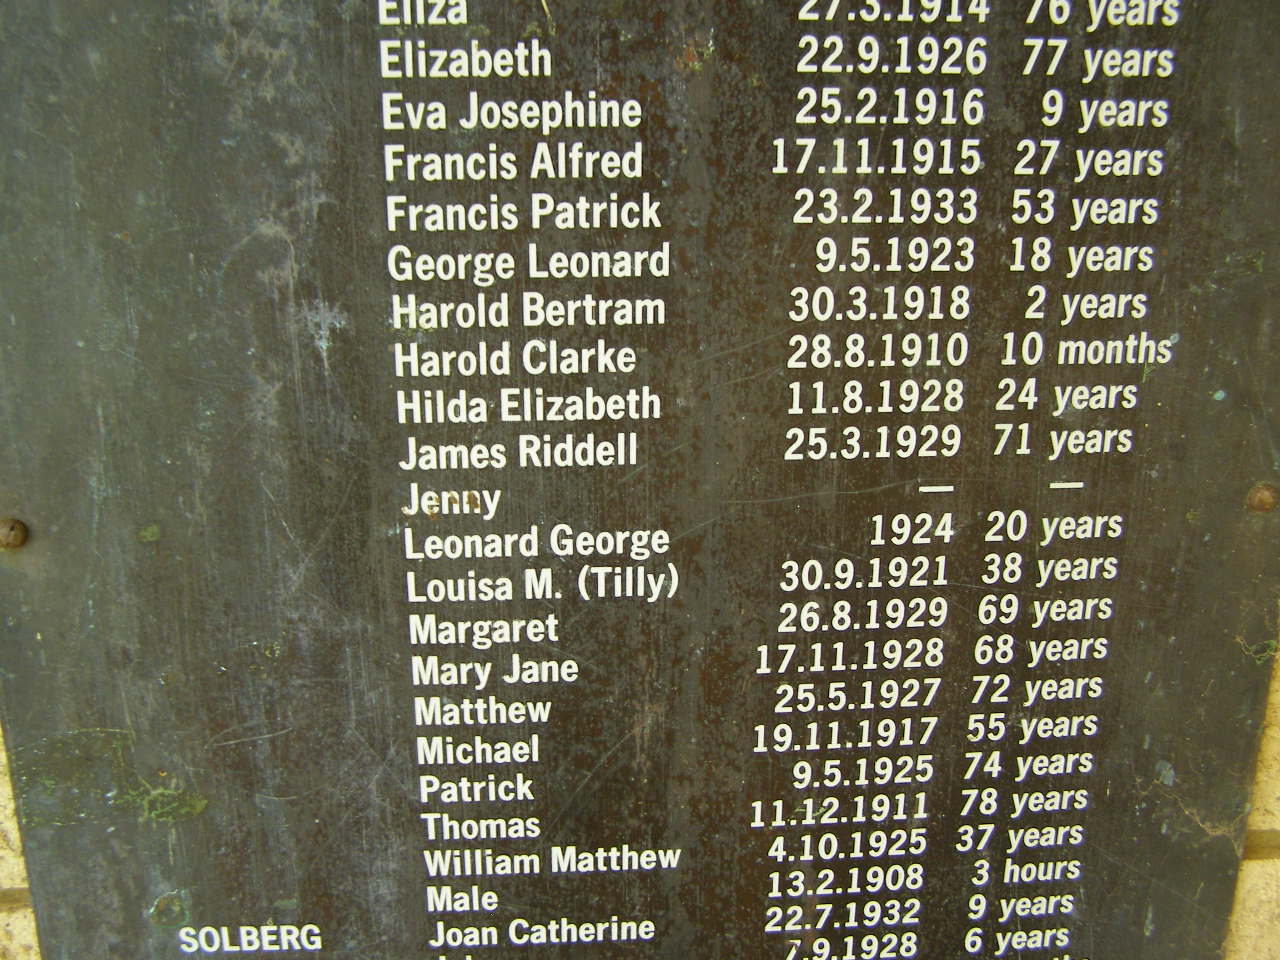 Eliza 27.3.1914 76 years
Elizabeth 22.9.1926 77 years
Eva Josephine 25.2.1916 9 years
Francis Alfred 17.11.1915 27 years
Francis Patrick 23.2.1933 53 years
George Leonard 9.5.1923 18 years
Harold Bertram 30.3.1918 2 years
Harold Clarke 28.8.1910 10 months
Hilda Elizabeth 11.8.1928 24 years
James Riddell 25.3.1929 71 years
Jenny — —
Leonard George 1924 20 years
Louisa M. (Tilly) 30.9.1921 38 years
Margaret 26.8.1929 69 years
Mary Jane 17.11.1928 68 years
Matthew 25.5.1927 72 years
Michael 19.11.1917 55 years
Patrick 9.5.1925 74 years
Thomas 11.12.1911 78 years
William Matthew 4.10.1925 37 years
Male 13.2.1908 3 hours
SOLBERG Joan Catherine 22.7.1932 9 years
7.9.1928 6 years